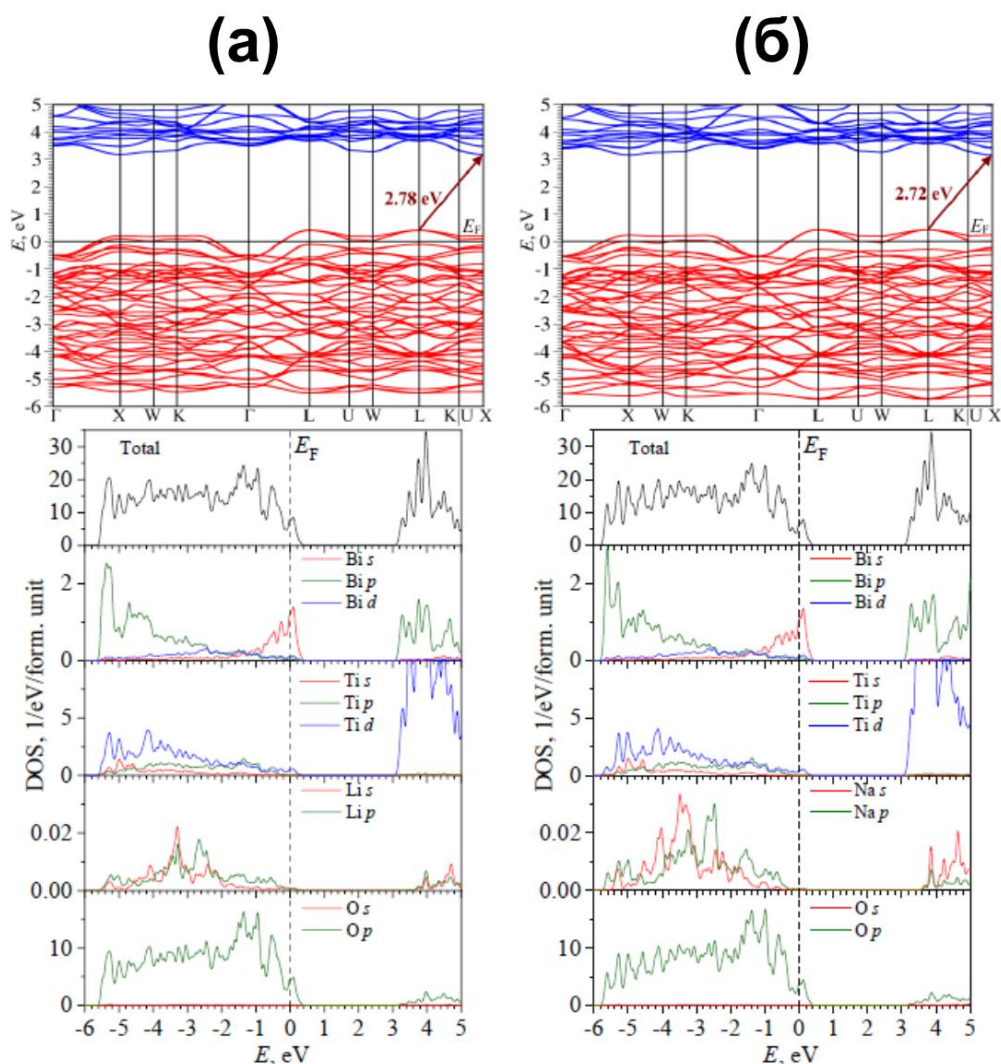 (а)
(б)
5
4
3
2
1
0
-1
-2
-3
-4
-5
-6
E, eV
2.78 eV
E_F
Γ X W K Γ L U W L K|U X
5
4
3
2
1
0
-1
-2
-3
-4
-5
-6
E, eV
2.72 eV
E_F
Γ X W K Γ L U W L K U X
DOS, 1/eV/form. unit
30
20
10
0
Total
E_F
2
0
Bi s
Bi p
Bi d
5
0
Ti s
Ti p
Ti d
0.02
0.00
Li s
Li p
10
0
O s
O p
-6 -5 -4 -3 -2 -1 0 1 2 3 4 5
E, eV
DOS, 1/eV/form. unit
30
20
10
0
Total
E_F
2
0
Bi s
Bi p
Bi d
5
0
Ti s
Ti p
Ti d
0.02
0.00
Na s
Na p
10
0
O s
O p
-6 -5 -4 -3 -2 -1 0 1 2 3 4 5
E, eV